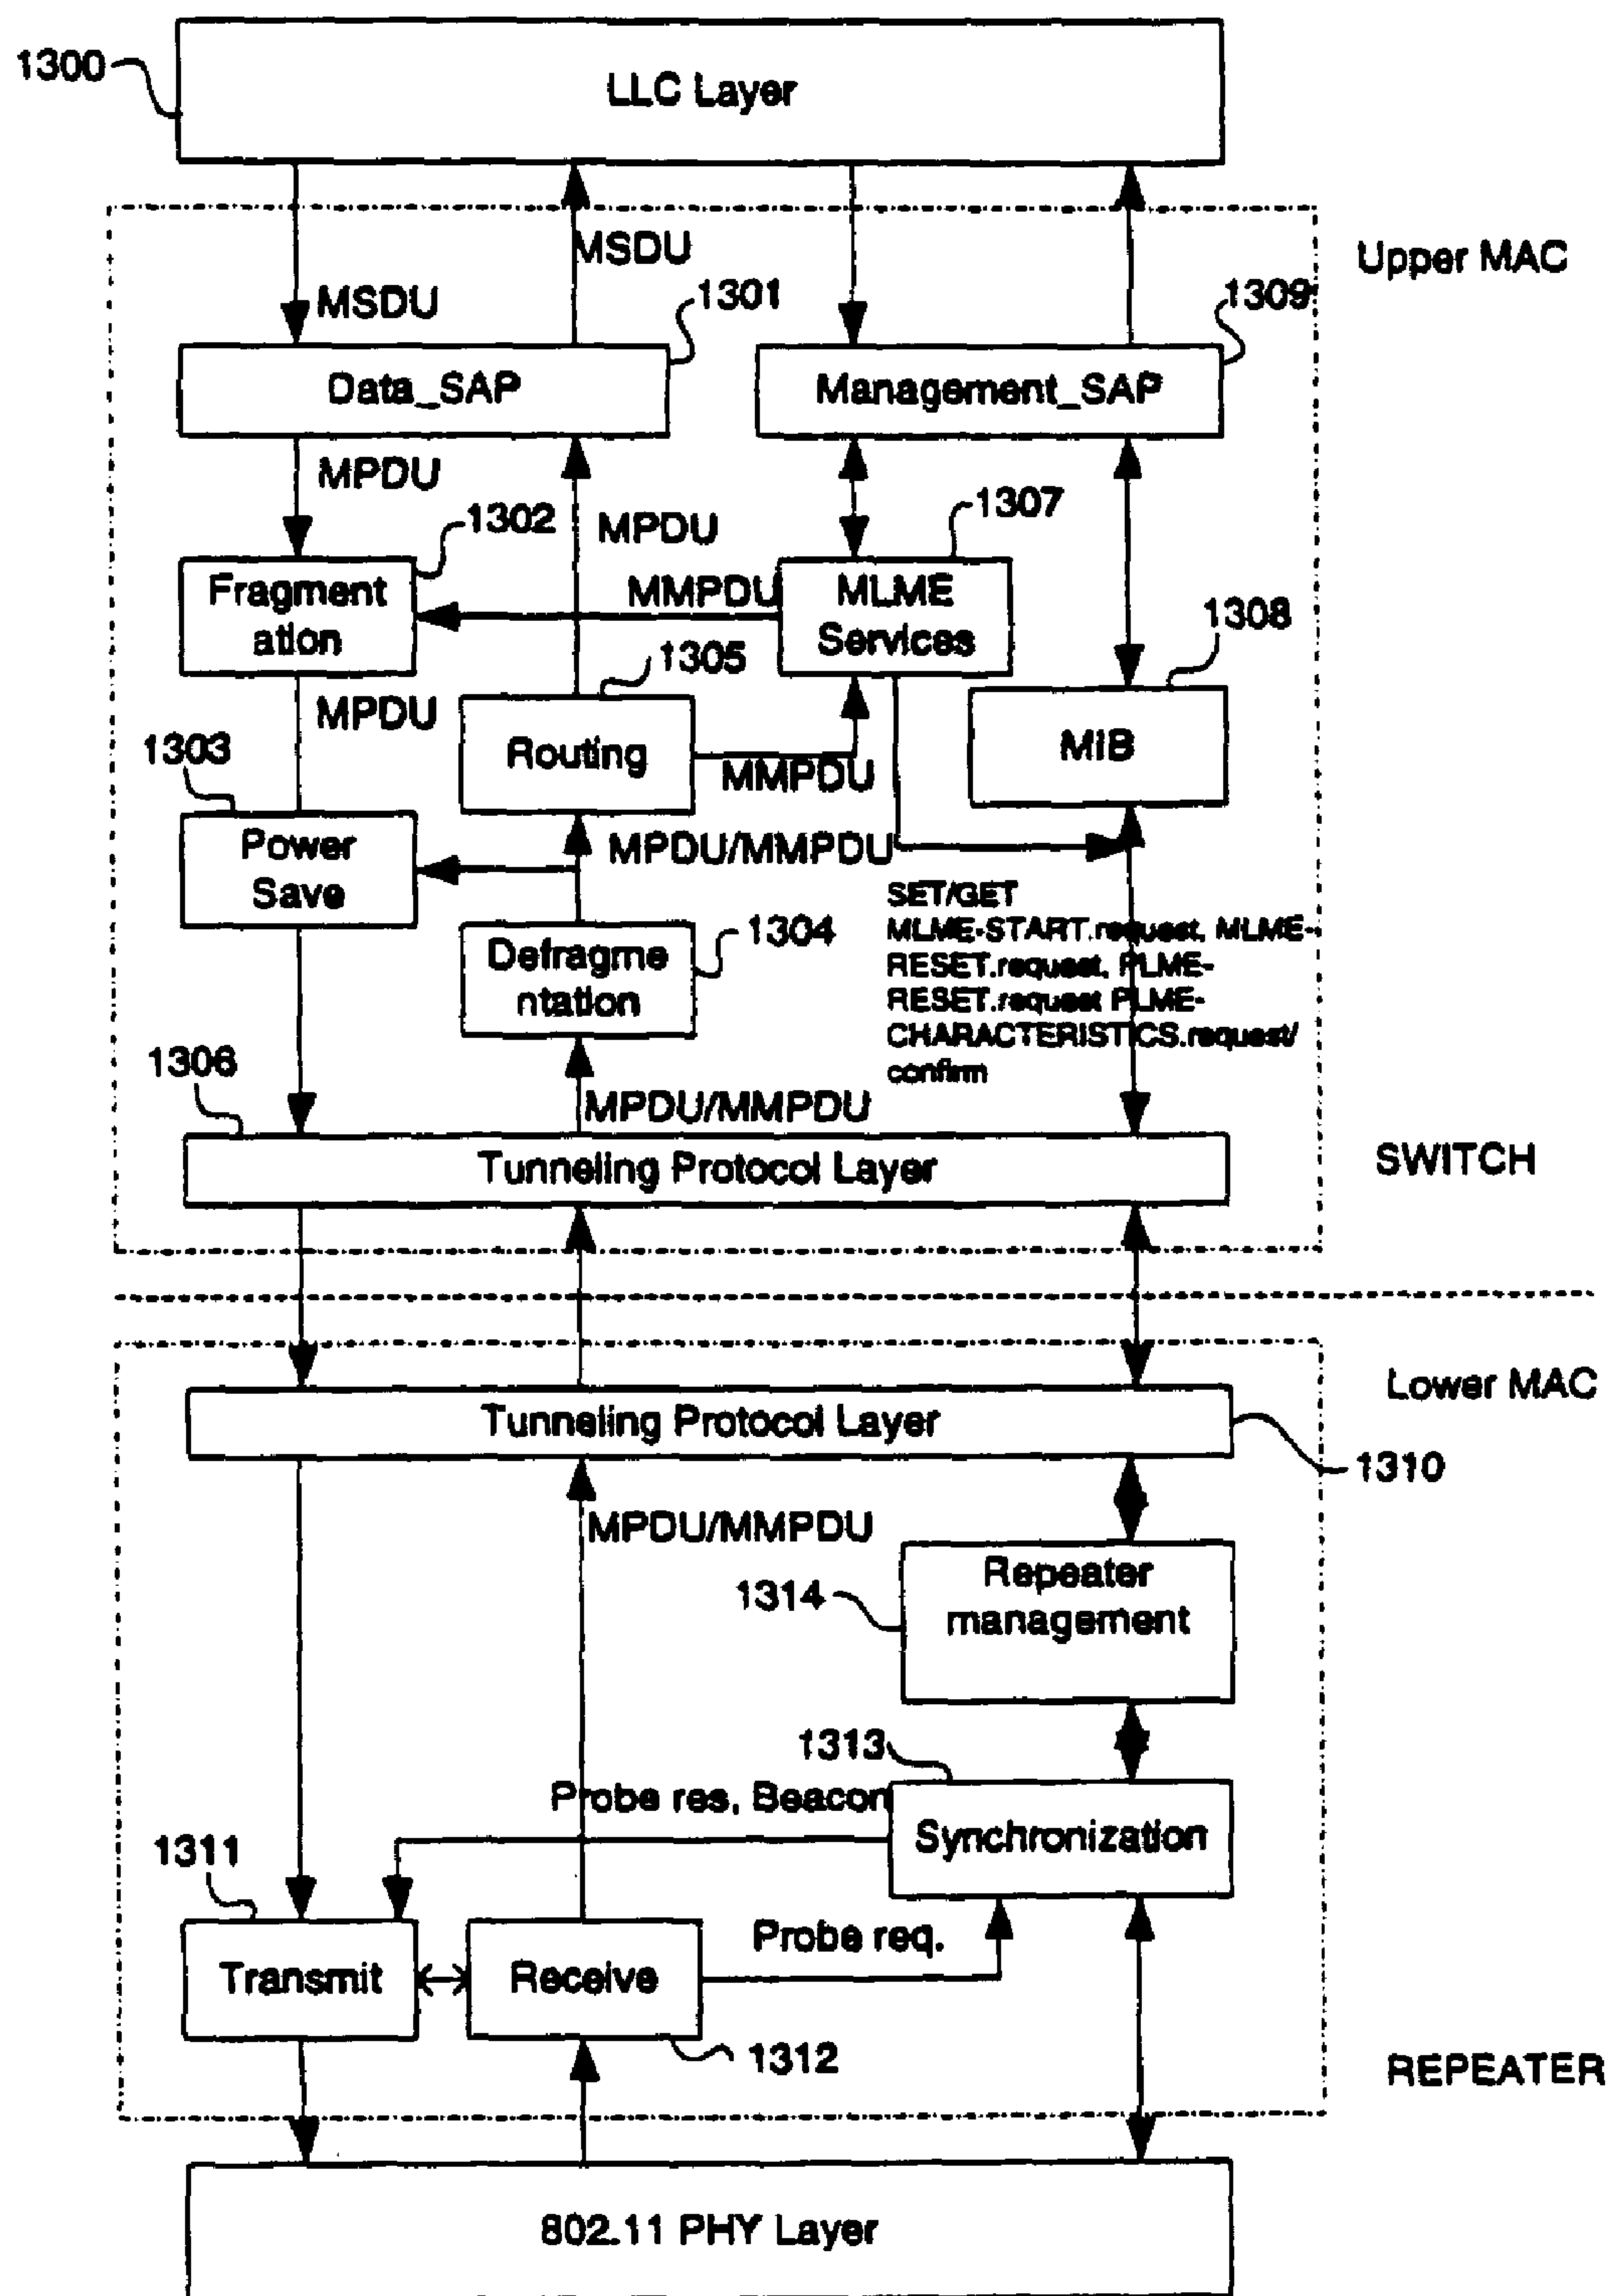 1300
LLC Layer
MSDU
Upper MAC
MSDU
1301
1309
Data_SAP
Management_SAP
MPDU
1302
MPDU
1307
Fragment
ation
MMPDU
MLME
Services
1308
1305
MPDU
1303
Routing
MMPDU
MIB
Power
Save
MPDU/MMPDU
SET/GET
MLME-START.request, MLME-
RESET.request, PLME-
RESET.request PLME-
CHARACTERISTICS.request/
confirm
1304
Defragme
ntation
1306
MPDU/MMPDU
Tunneling Protocol Layer
SWITCH
Lower MAC
Tunneling Protocol Layer
1310
MPDU/MMPDU
Repeater
management
1314
1313
Probe res, Beacon
Synchronization
1311
Transmit
Receive
Probe req.
1312
REPEATER
802.11 PHY Layer